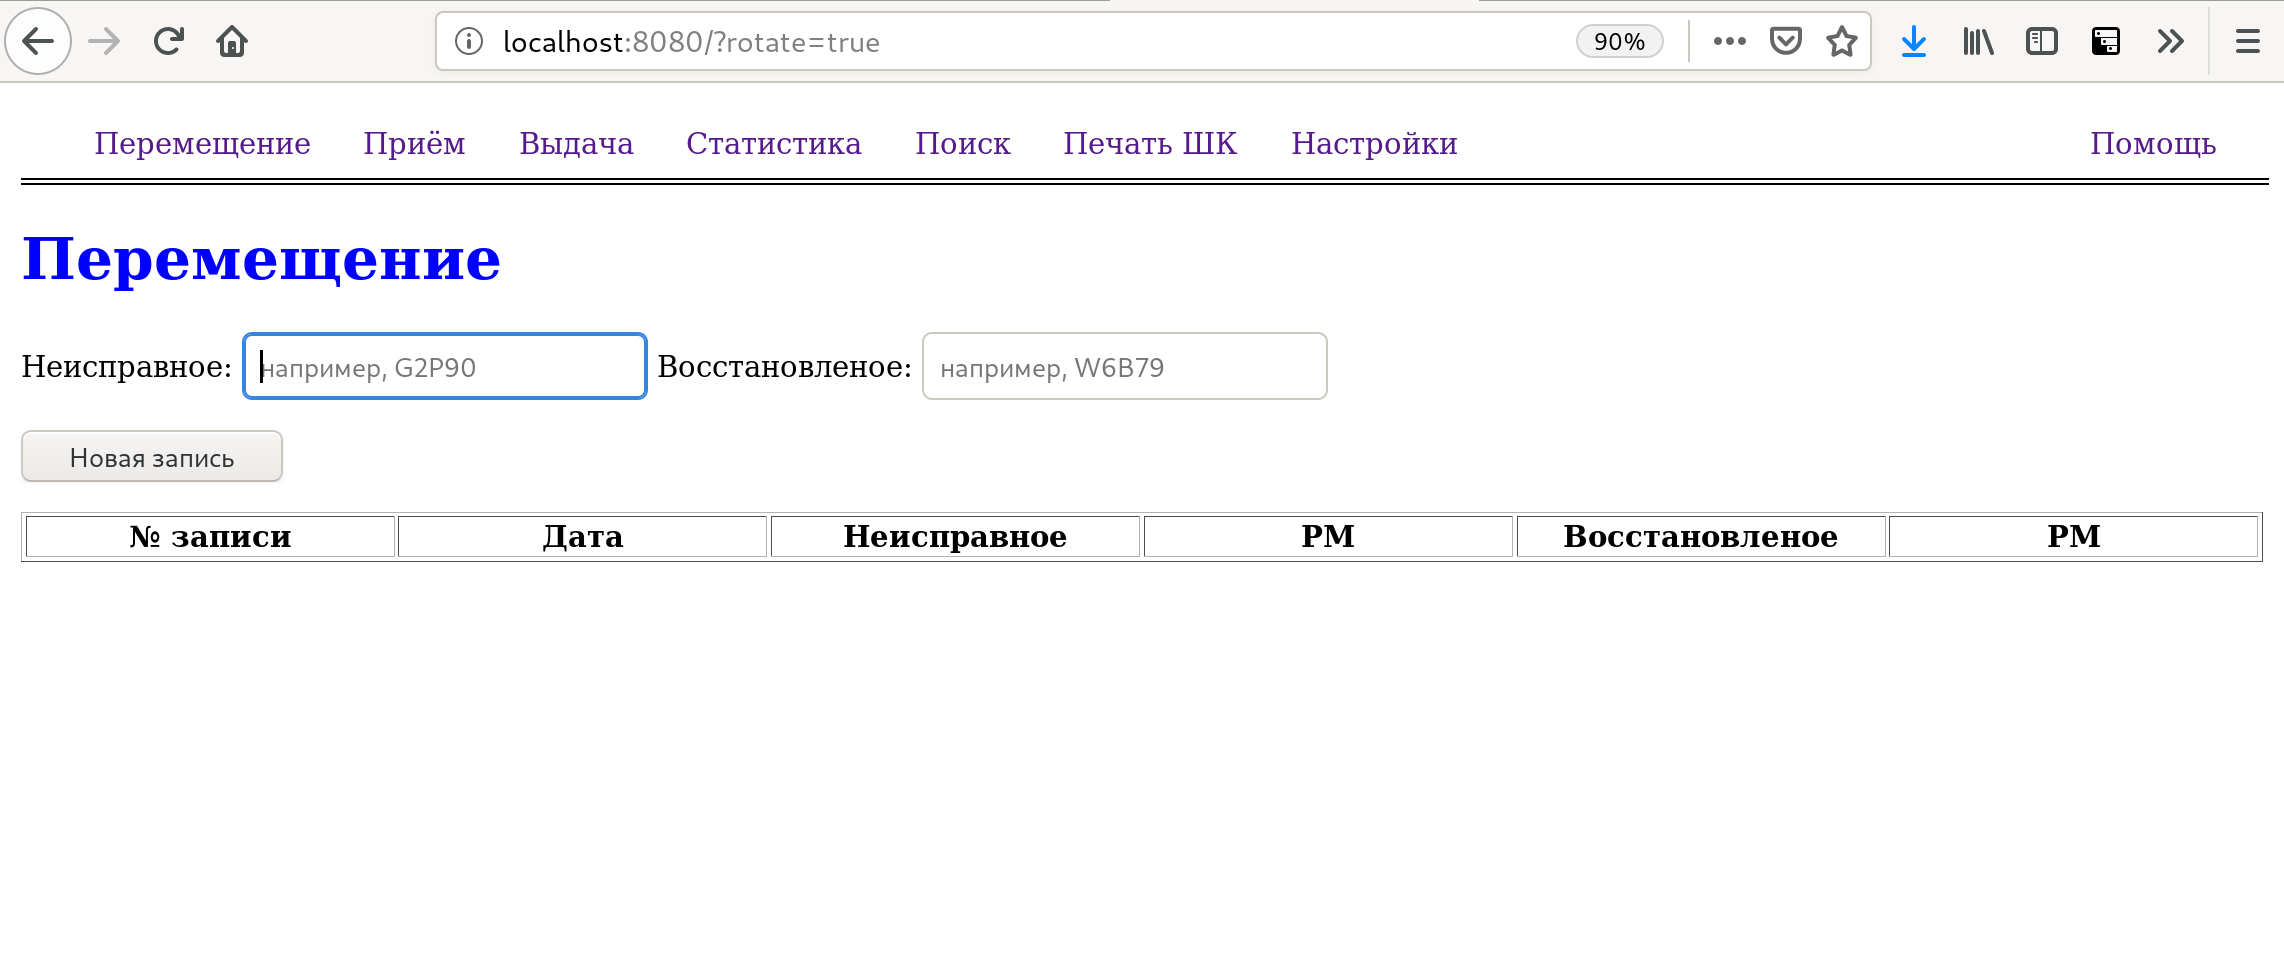 localhost:8080/?rotate=true 90%
Перемещение Приём Выдача Статистика Поиск Печать ШК Настройки Помощь
Перемещение
Неисправное: например, G2P90 Восстановленое: например, W6B79
Новая запись
№ записи Дата Неисправное РМ Восстановленое РМ